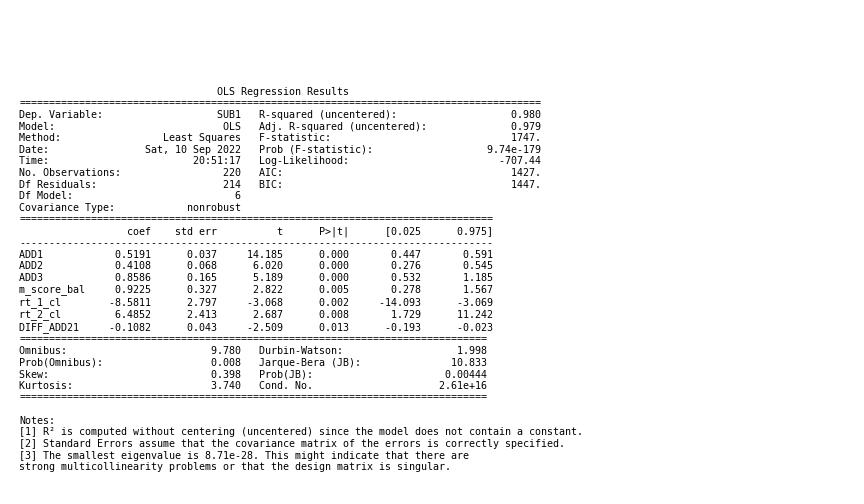 OLS Regression Results
==============================================================================
Dep. Variable: SUB1 R-squared (uncentered): 0.980
Model: OLS Adj. R-squared (uncentered): 0.979
Method: Least Squares F-statistic: 1747.
Date: Sat, 10 Sep 2022 Prob (F-statistic): 9.74e-179
Time: 20:51:17 Log-Likelihood: -707.44
No. Observations: 220 AIC: 1427.
Df Residuals: 214 BIC: 1447.
Df Model: 6
Covariance Type: nonrobust
==============================================================================
coef std err t P>|t| [0.025 0.975]
------------------------------------------------------------------------------
ADD1 0.5191 0.037 14.185 0.000 0.447 0.591
ADD2 0.4108 0.068 6.020 0.000 0.276 0.545
ADD3 0.8586 0.165 5.189 0.000 0.532 1.185
m_score_bal 0.9225 0.327 2.822 0.005 0.278 1.567
rt_1_cl -8.5811 2.797 -3.068 0.002 -14.093 -3.069
rt_2_cl 6.4852 2.413 2.687 0.008 1.729 11.242
DIFF_ADD21 -0.1082 0.043 -2.509 0.013 -0.193 -0.023
==============================================================================
Omnibus: 9.780 Durbin-Watson: 1.998
Prob(Omnibus): 0.008 Jarque-Bera (JB): 10.833
Skew: 0.398 Prob(JB): 0.00444
Kurtosis: 3.740 Cond. No. 2.61e+16
==============================================================================
Notes:
[1] R² is computed without centering (uncentered) since the model does not contain a constant.
[2] Standard Errors assume that the covariance matrix of the errors is correctly specified.
[3] The smallest eigenvalue is 8.71e-28. This might indicate that there are
strong multicollinearity problems or that the design matrix is singular.